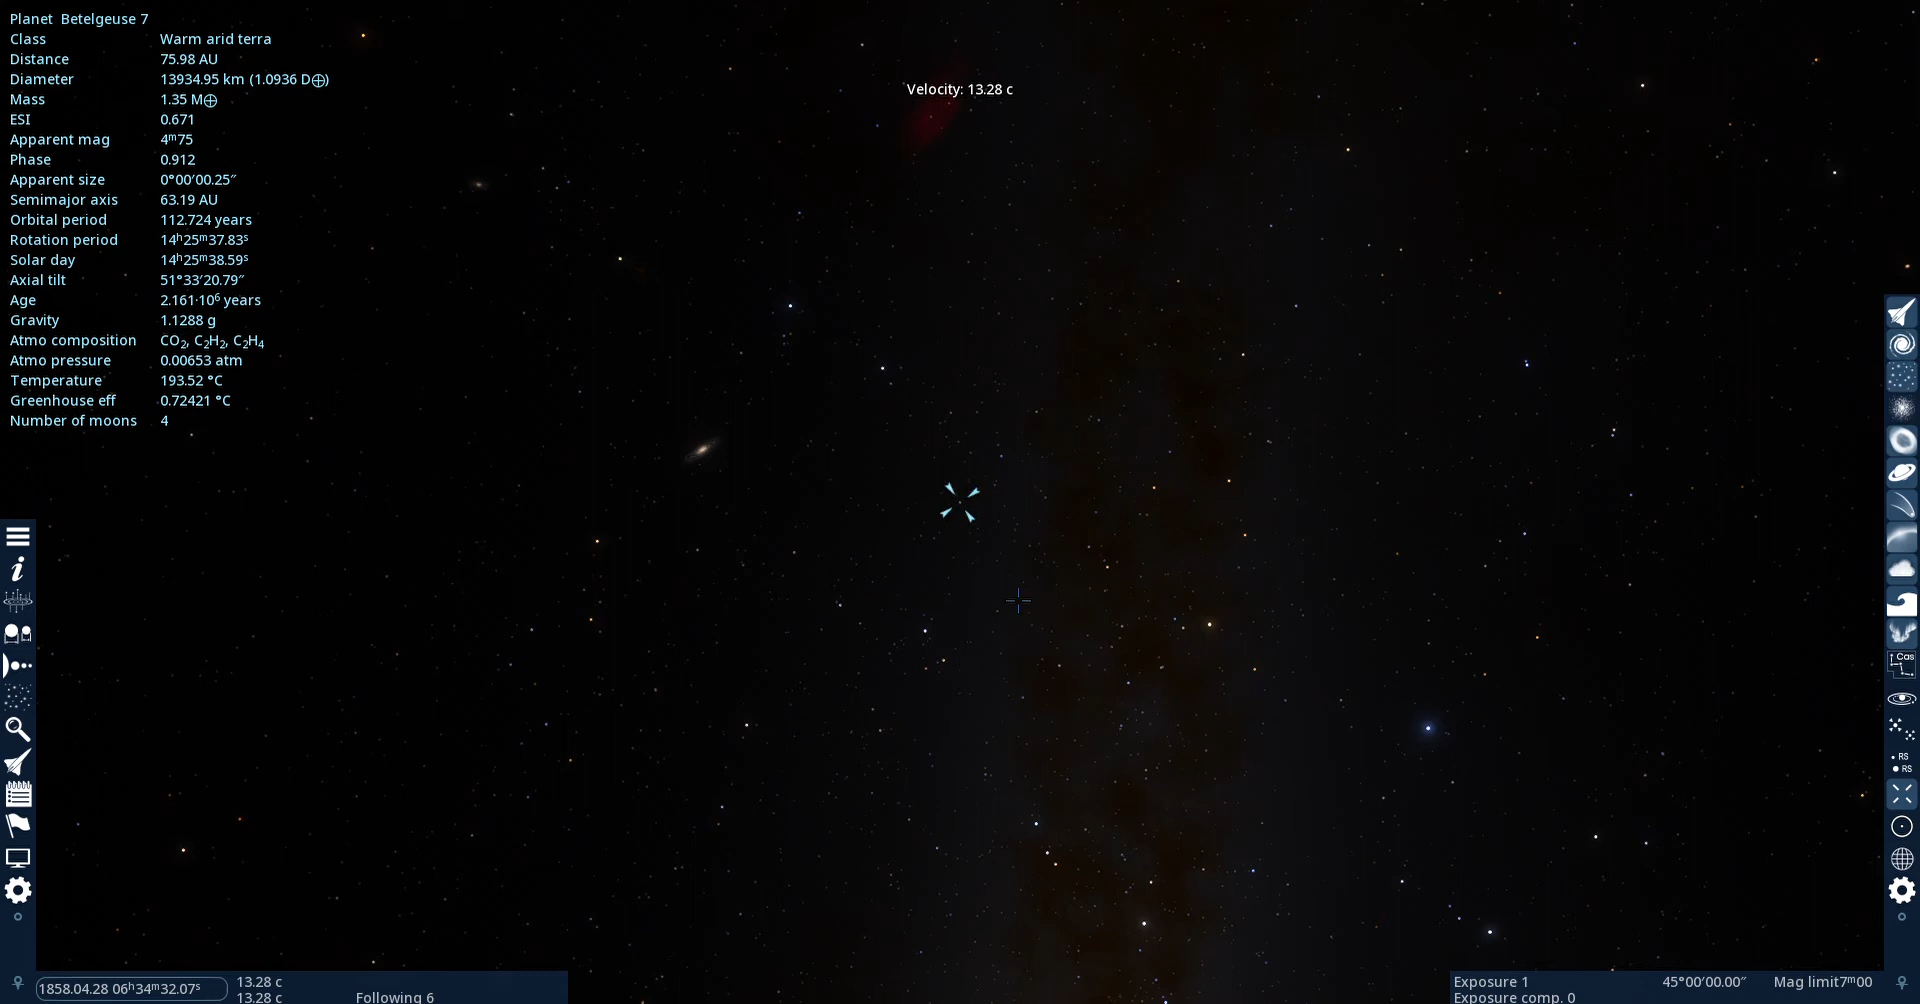 Planet Betelgeuse 7
Class Warm arid terra
Distance 75.98 AU
Diameter 13934.95 km (1.0936 D⊕)
Mass 1.35 M⊕
ESI 0.671
Apparent mag 4ᵐ75
Phase 0.912
Apparent size 0°00′00.25″
Semimajor axis 63.19 AU
Orbital period 112.724 years
Rotation period 14ʰ25ᵐ37.83ˢ
Solar day 14ʰ25ᵐ38.59ˢ
Axial tilt 51°33′20.79″
Age 2.161·10⁶ years
Gravity 1.1288 g
Atmo composition CO₂, C₂H₂, C₂H₄
Atmo pressure 0.00653 atm
Temperature 193.52 °C
Greenhouse eff 0.72421 °C
Number of moons 4
Velocity: 13.28 c
Cas
RS
RS
1858.04.28 06ʰ34ᵐ32.07ˢ
13.28 c
13.28 c
Following 6
Exposure 1
45°00′00.00″
Mag limit7ᵐ00
Exposure comp. 0